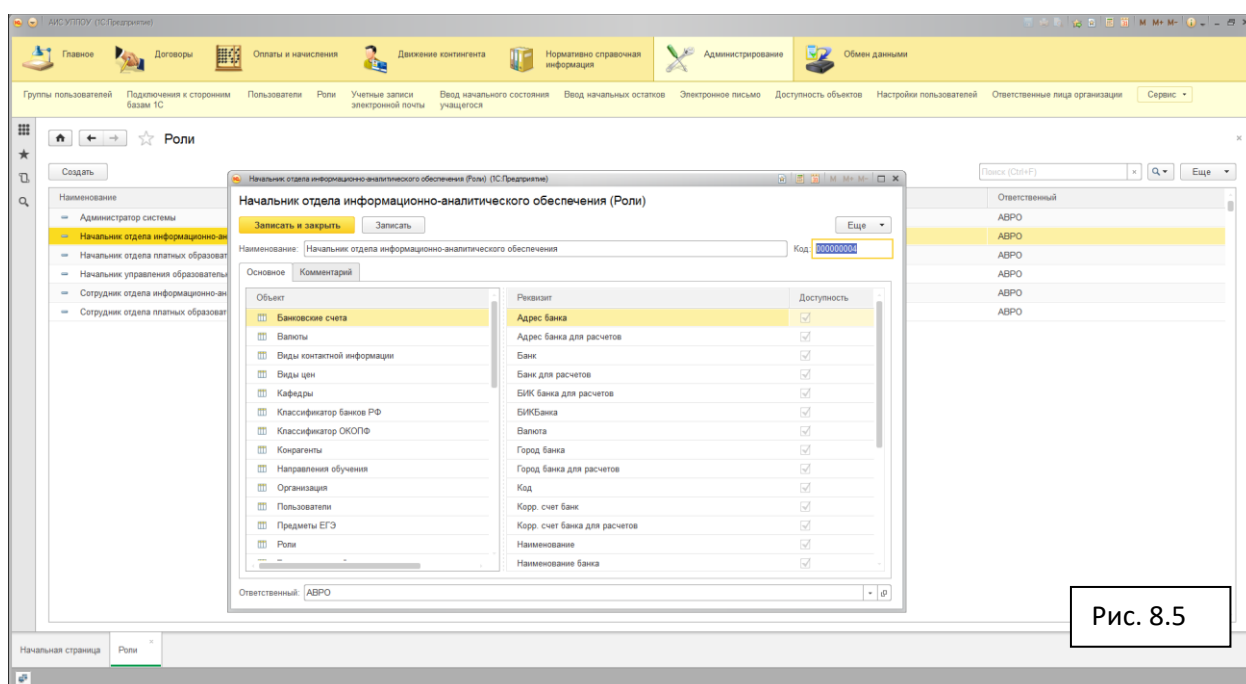 АИС УППОУ (1С:Предприятие)
M M+ M-
Главное Договоры Оплаты и начисления Движение контингента Нормативно справочная информация Администрирование Обмен данными
Группы пользователей Подключения к сторонним базам 1С Пользователи Роли Учетные записи электронной почты Ввод начального состояния учащегося Ввод начальных остатков Электронное письмо Доступность объектов Настройки пользователей Ответственные лица организации Сервис
Роли
Создать Поиск (Ctrl+F) × Еще
Наименование Ответственный
Администратор системы АВРО
Начальник отдела информационно-ан АВРО
Начальник отдела платных образоват АВРО
Начальник управления образователь АВРО
Сотрудник отдела информационно-ан АВРО
Сотрудник отдела платных образоват АВРО
Начальник отдела информационно-аналитического обеспечения (Роли) (1С:Предприятие) M M+ M-
Начальник отдела информационно-аналитического обеспечения (Роли)
Записать и закрыть Записать Еще
Наименование: Начальник отдела информационно-аналитического обеспечения Код: 000000004
Основное Комментарий
Объект Реквизит Доступность
Банковские счета Адрес банка
Валюты Адрес банка для расчетов
Виды контактной информации Банк
Виды цен Банк для расчетов
Кафедры БИК банка для расчетов
Классификатор банков РФ БИКБанка
Классификатор ОКОПФ Валюта
Конрагенты Город банка
Направления обучения Город банка для расчетов
Организация Код
Пользователи Корр. счет банк
Предметы ЕГЭ Корр. счет банка для расчетов
Роли Наименование
Наименование банка
Ответственный: АВРО
Рис. 8.5
Начальная страница Роли